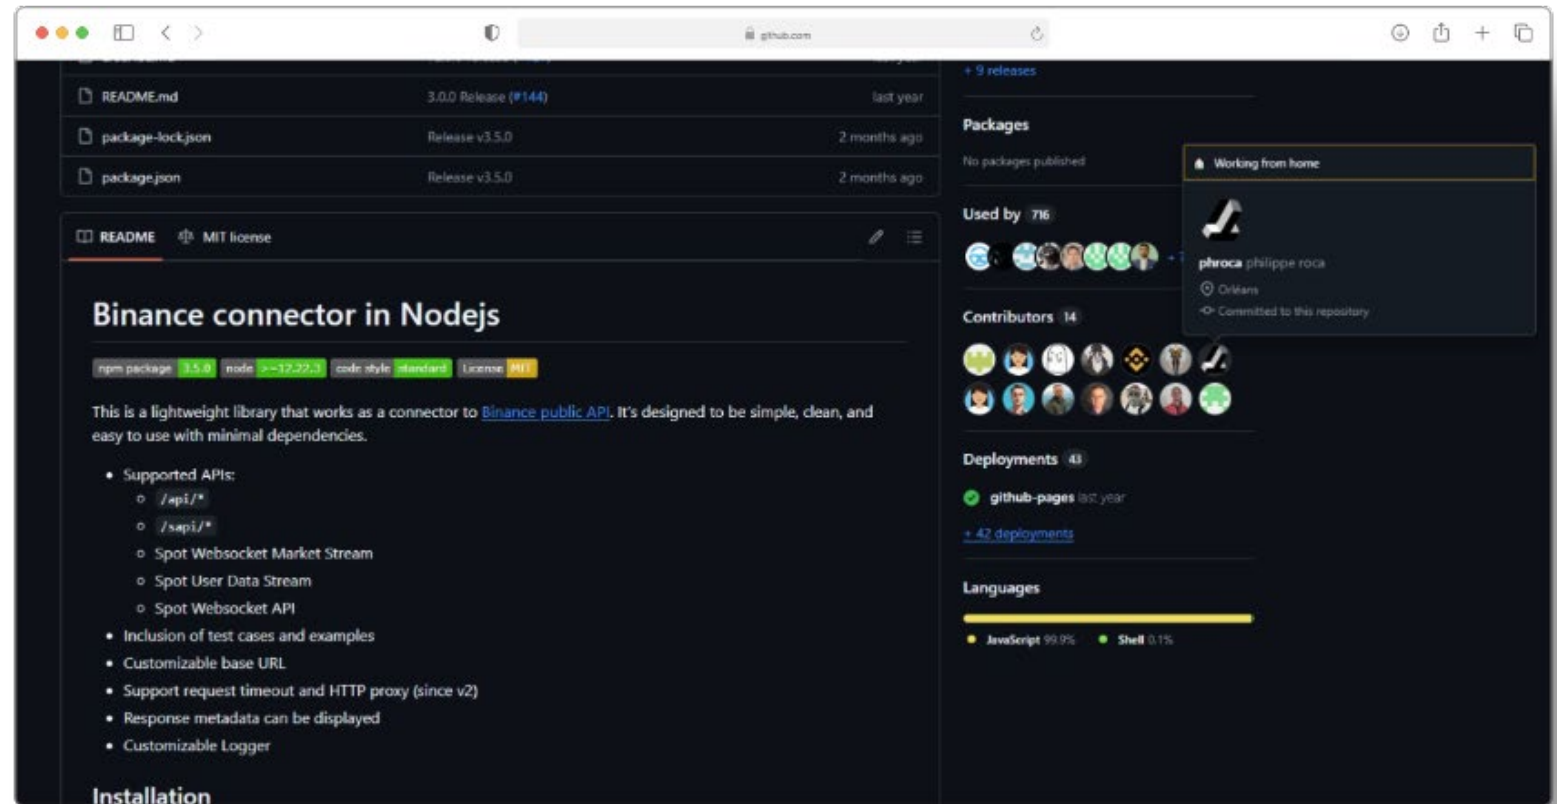 github.com
+ 9 releases
README.md 3.0.0 Release (#144) last year
package-lock.json Release v3.5.0 2 months ago
package.json Release v3.5.0 2 months ago
Packages
No packages published
Working from home
phroca philippe roca
Orléans
Committed to this repository
Used by 716
Contributors 14
README MIT license
Binance connector in Nodejs
npm package 3.5.0 node >=12.22.3 code style standard License MIT
This is a lightweight library that works as a connector to Binance public API. It's designed to be simple, clean, and
easy to use with minimal dependencies.
• Supported APIs:
/api/*
/sapi/*
Spot Websocket Market Stream
Spot User Data Stream
Spot Websocket API
• Inclusion of test cases and examples
• Customizable base URL
• Support request timeout and HTTP proxy (since v2)
• Response metadata can be displayed
• Customizable Logger
Installation
Deployments 43
github-pages last year
+ 42 deployments
Languages
JavaScript 99.9% Shell 0.1%